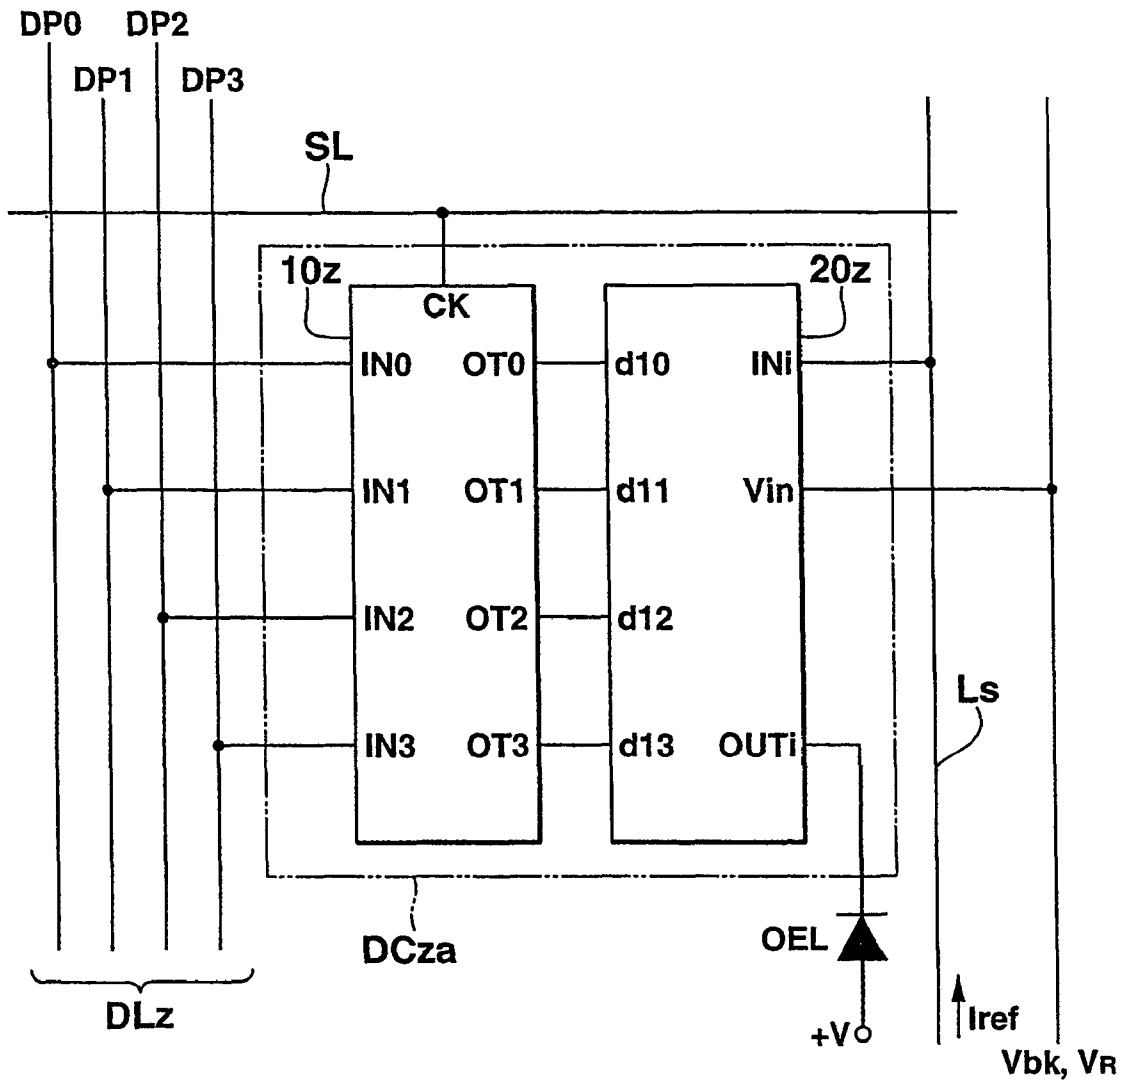 DP0 DP2
DP1 DP3
SL
10z 20z
CK
IN0 OT0 d10 INi
IN1 OT1 d11 Vin
IN2 OT2 d12
Ls
IN3 OT3 d13 OUTi
OEL
DCza
DLz
Iref
+V
Vbk, VR